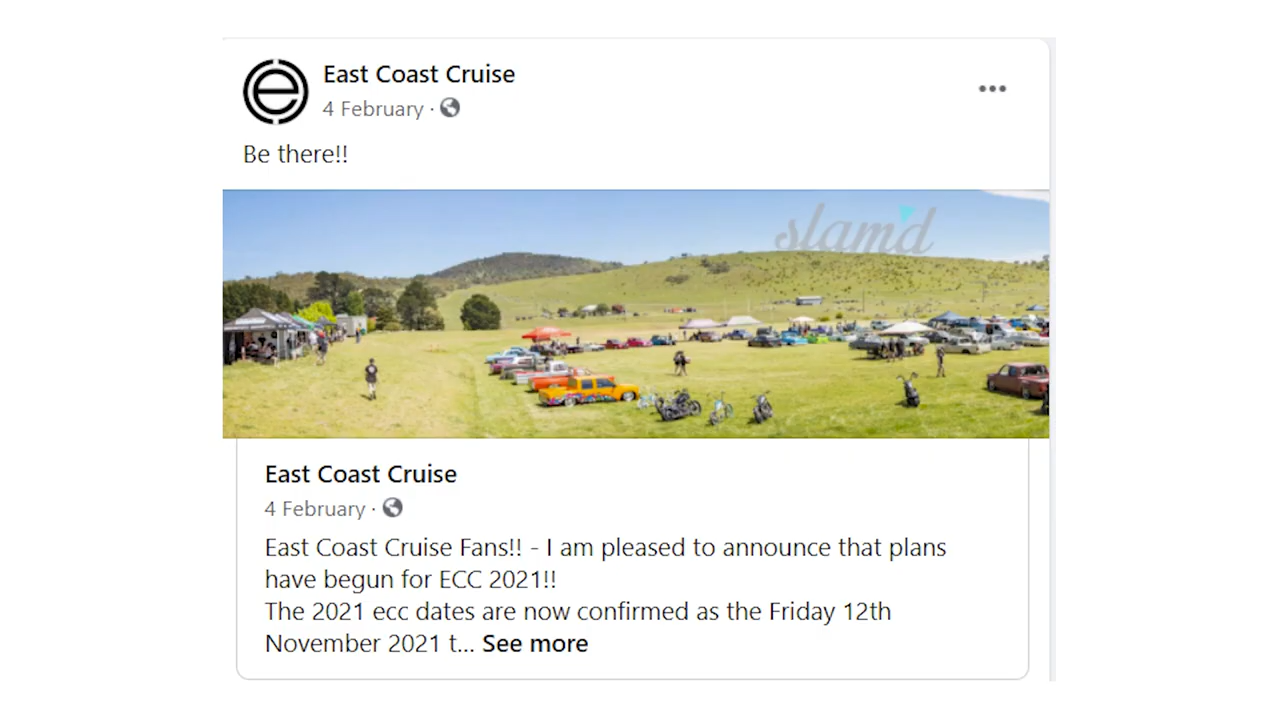 East Coast Cruise
4 February ·
Be there!!
slam'd
East Coast Cruise
4 February ·
East Coast Cruise Fans!! - I am pleased to announce that plans
have begun for ECC 2021!!
The 2021 ecc dates are now confirmed as the Friday 12th
November 2021 t... See more